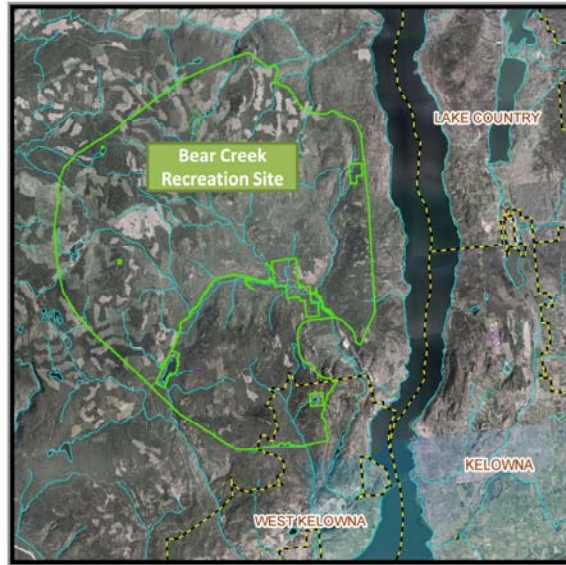 LAKE COUNTRY
Bear Creek
Recreation Site
KELOWNA
WEST KELOWNA